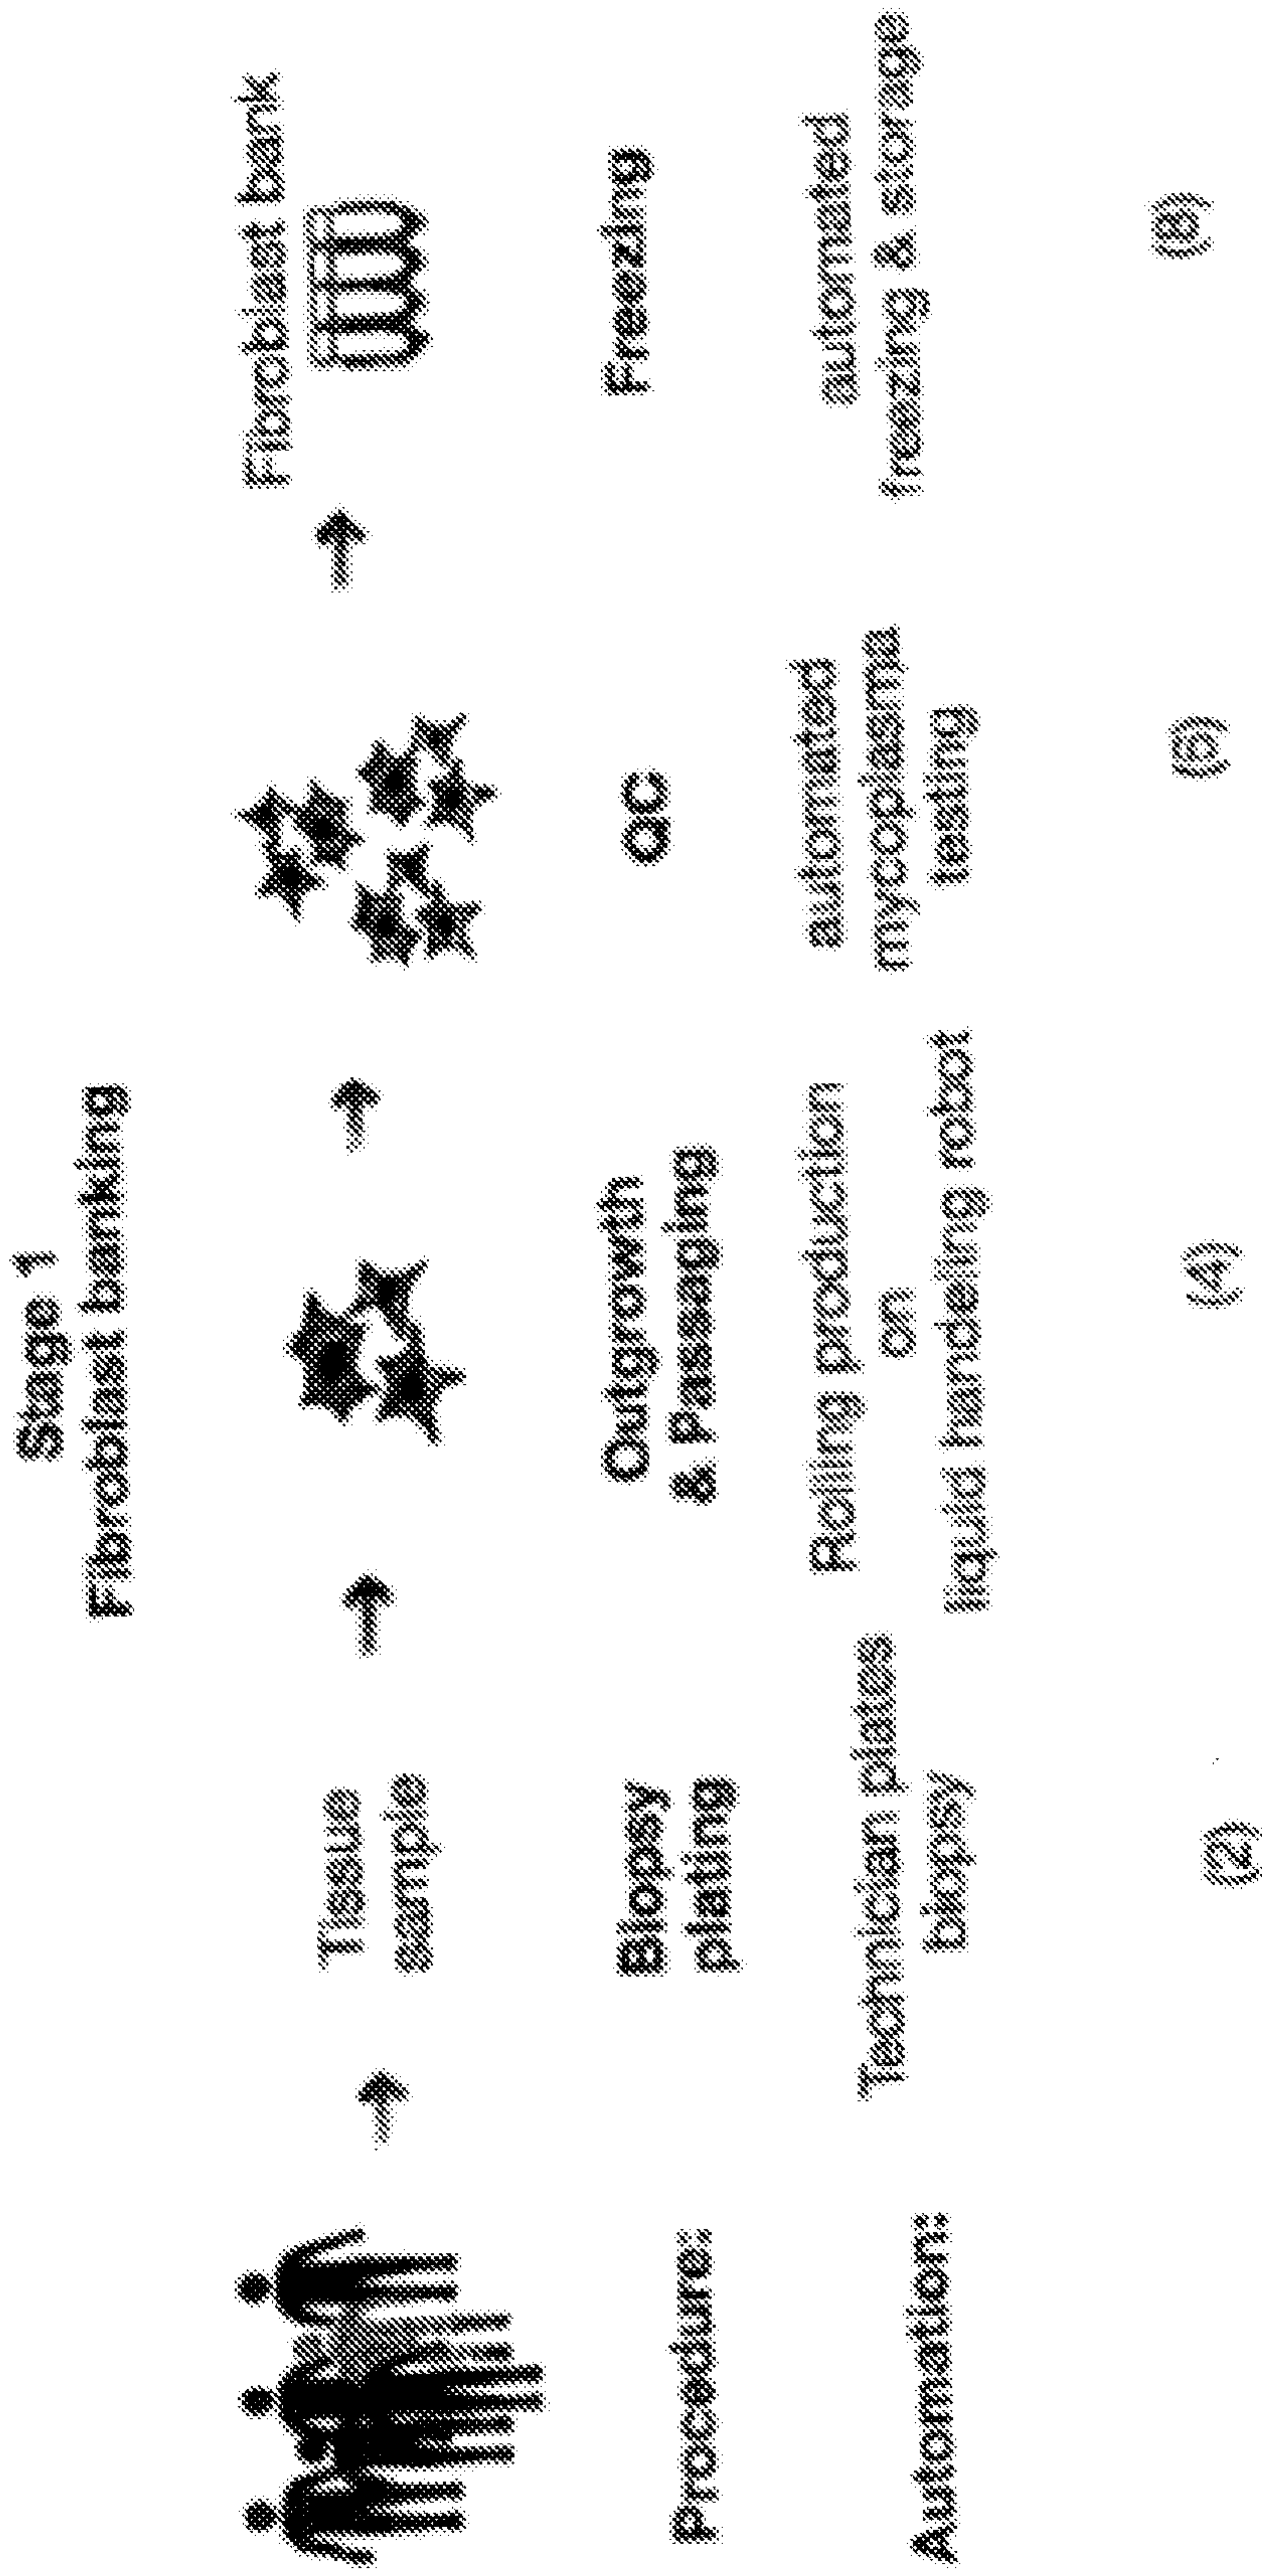 Stage 1
Fibroblast banking
Tissue
sample
Fibroblast bank
Procedure:
Biopsy
plating
Outgrowth
& Passaging
QC
Freezing
Automation:
Technician plates
biopsy
Rolling production
on
liquid handeling robot
automated
mycoplasma
testing
automated
freezing & storage
(2)
(4)
(6)
(8)